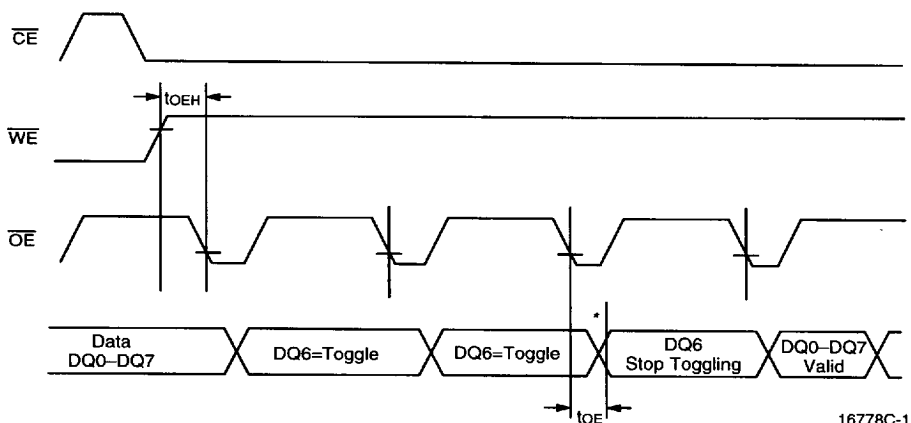 CE
tOEH
WE
OE
*
Data
DQ0–DQ7
DQ6=Toggle
DQ6=Toggle
DQ6
Stop Toggling
DQ0–DQ7
Valid
tOE
16778C-1